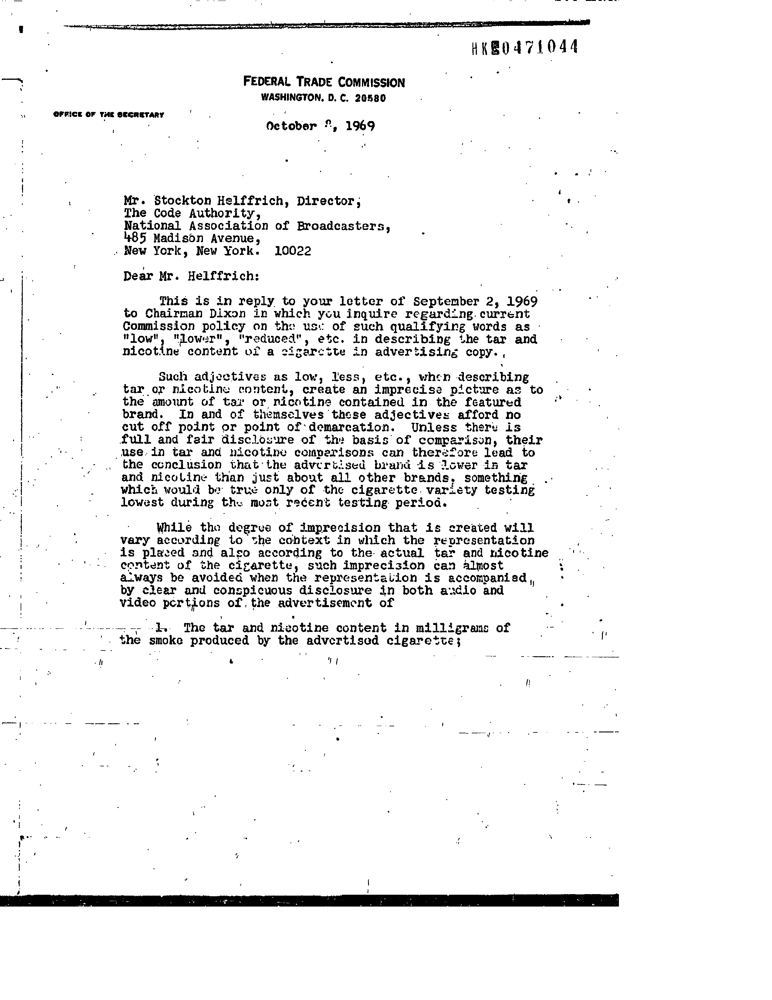 HK 0471044
FEDERAL TRADE COMMISSION
WASHINGTON, D. C. 20580
OFFICE OF THE SECRETARY
October , 1969
Mr. Stockton Helffrich, Director,
The Code Authority,
National Association of Broadcasters,
485 Madison Avenue,
New York, New York. 10022
Dear Mr. Helffrich:
This is in reply to your letter of September 2, 1969
to Chairman Dixon in which you inquire regarding current
Commission policy on the use of such qualifying words as
"low", "lower", "reduced", etc. in describing the tar and
nicotine content of a cigarette in advertising copy.
Such adjectives as low, less, etc., when describing
tar or nicotine content, create an imprecise picture as to
the amount of tar or nicotine contained in the featured
brand. In and of themselves these adjectives afford no
cut off point or point of demarcation. Unless there is
full and fair disclosure of the basis of comparison, their
use in tar and nicotine comparisons can therefore lead to
the conclusion that the advertised brand is lower in tar
and nicotine than just about all other brands, something
which would be true only of the cigarette variety testing
lowest during the most recent testing period.
While the degree of imprecision that is created will
vary according to the context in which the representation
is placed and also according to the actual tar and nicotine
content of the cigarette, such imprecision can almost
always be avoided when the representation is accompanied
by clear and conspicuous disclosure in both audio and
video portions of the advertisement of
1. The tar and nicotine content in milligrams of
the smoke produced by the advertised cigarette;